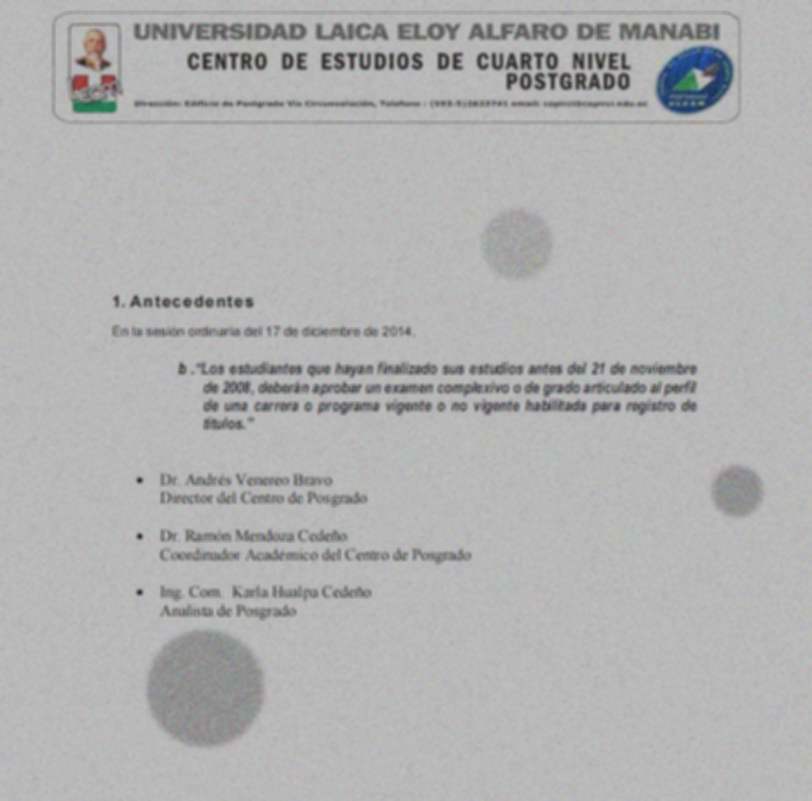 UNIVERSIDAD LAICA ELOY ALFARO DE MANABI
CENTRO DE ESTUDIOS DE CUARTO NIVEL
POSTGRADO
Dirección: Edificio de Postgrado Vía Circunvalación, Teléfono : email:
1. Antecedentes
En la sesión ordinaria del 17 de diciembre de 2014.
b ."Los estudiantes que hayan finalizado sus estudios antes del 21 de noviembre
de 2008, deberán aprobar un examen complexivo o de grado articulado al perfil
de una carrera o programa vigente o no vigente habilitada para registro de
títulos."
• Dr. Andrés Venereo Bravo
Director del Centro de Posgrado
• Dr. Ramón Mendoza Cedeño
Coordinador Académico del Centro de Posgrado
• Ing. Com. Karla Hualpa Cedeño
Analista de Posgrado